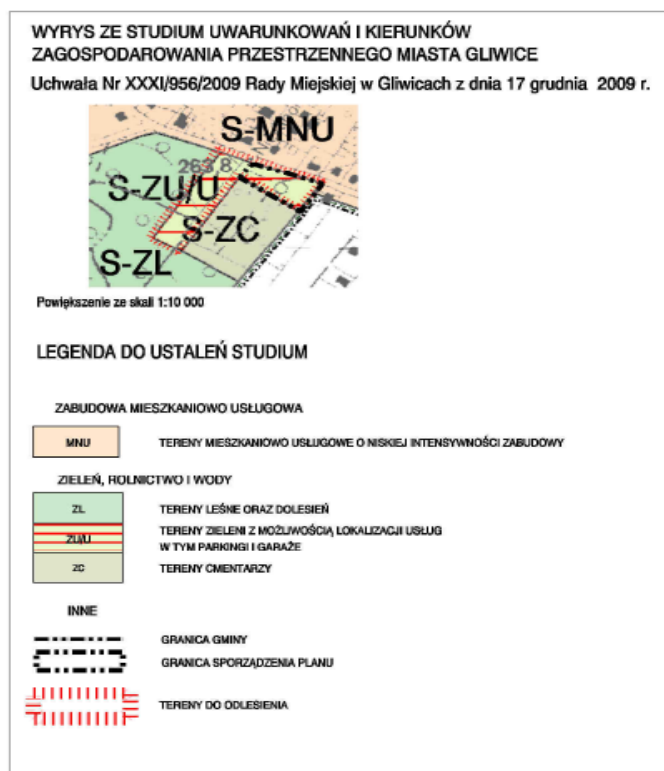 WYRYS ZE STUDIUM UWARUNKOWAŃ I KIERUNKÓW
ZAGOSPODAROWANIA PRZESTRZENNEGO MIASTA GLIWICE
Uchwała Nr XXXI/956/2009 Rady Miejskiej w Gliwicach z dnia 17 grudnia 2009 r.
S-MNU
263 8
S-ZU/U
S-ZC
S-ZL
Powiększenie ze skali 1:10 000
LEGENDA DO USTALEŃ STUDIUM
ZABUDOWA MIESZKANIOWO USŁUGOWA
MNU TERENY MIESZKANIOWO USŁUGOWE O NISKIEJ INTENSYWNOŚCI ZABUDOWY
ZIELEŃ, ROLNICTWO I WODY
ZL TERENY LEŚNE ORAZ DOLESIEŃ
ZU/U TERENY ZIELENI Z MOŻLIWOŚCIĄ LOKALIZACJI USŁUG
W TYM PARKINGI I GARAŻE
ZC TERENY CMENTARZY
INNE
GRANICA GMINY
GRANICA SPORZĄDZENIA PLANU
TERENY DO ODLESIENIA